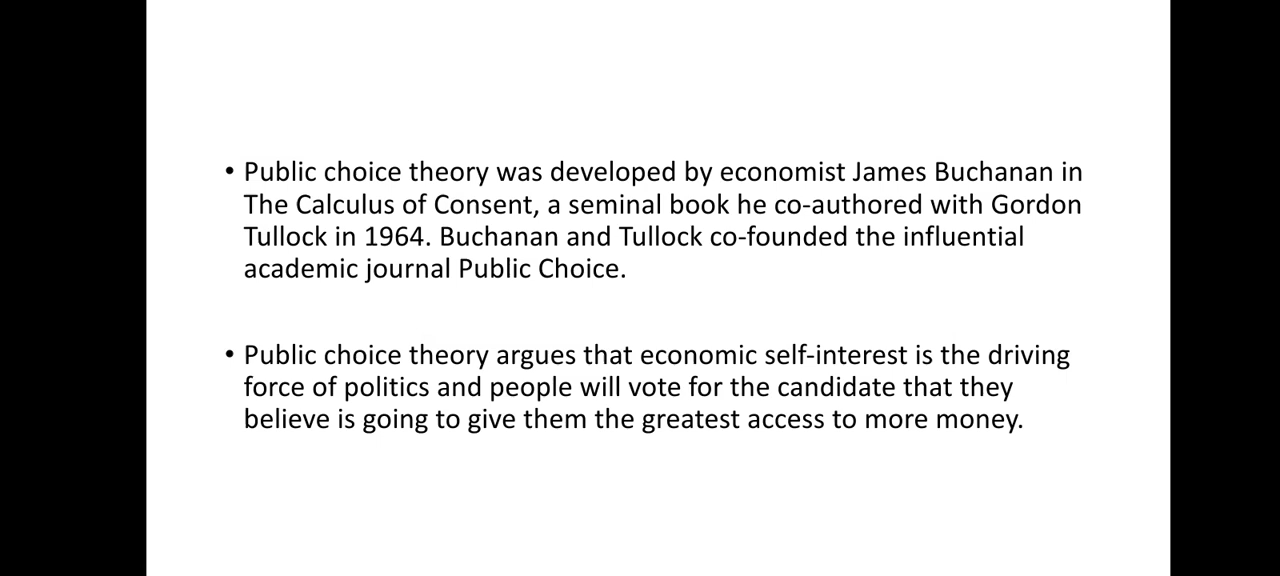 • Public choice theory was developed by economist James Buchanan in
The Calculus of Consent, a seminal book he co-authored with Gordon
Tullock in 1964. Buchanan and Tullock co-founded the influential
academic journal Public Choice.
• Public choice theory argues that economic self-interest is the driving
force of politics and people will vote for the candidate that they
believe is going to give them the greatest access to more money.